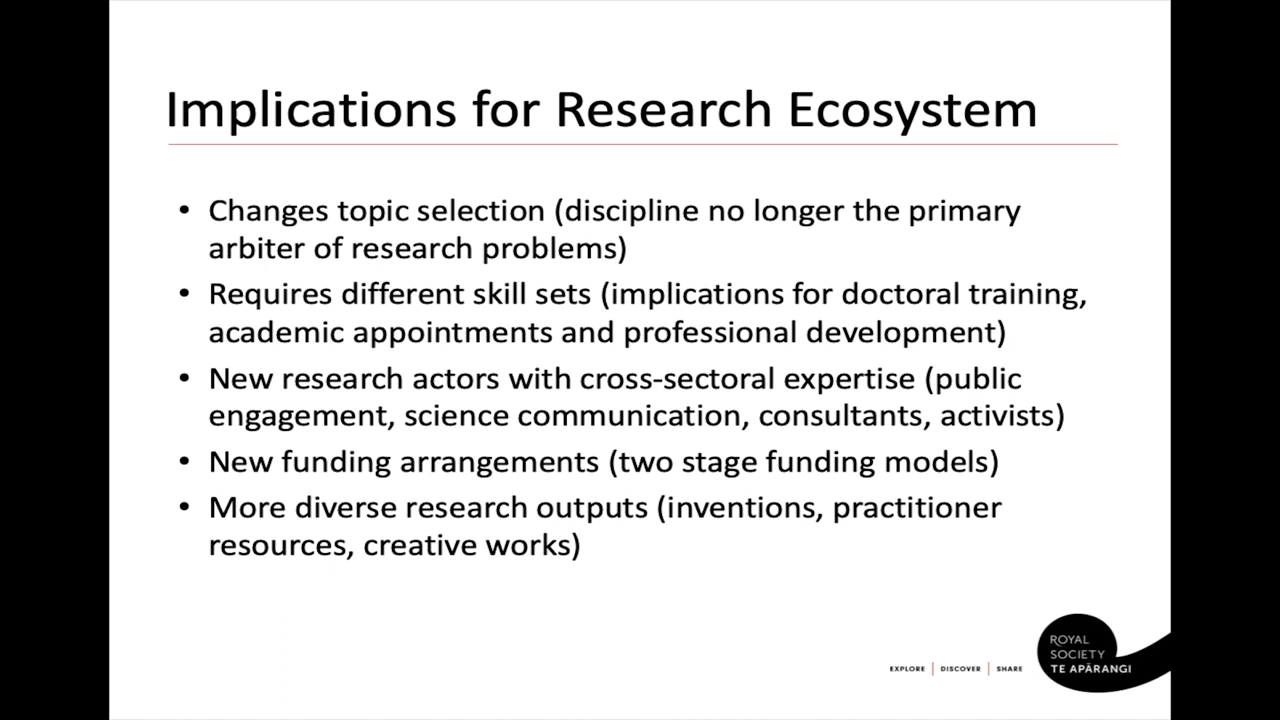 Implications for Research Ecosystem
• Changes topic selection (discipline no longer the primary
arbiter of research problems)
• Requires different skill sets (implications for doctoral training,
academic appointments and professional development)
• New research actors with cross-sectoral expertise (public
engagement, science communication, consultants, activists)
• New funding arrangements (two stage funding models)
• More diverse research outputs (inventions, practitioner
resources, creative works)
EXPLORE | DISCOVER | SHARE
ROYAL
SOCIETY
TE APĀRANGI